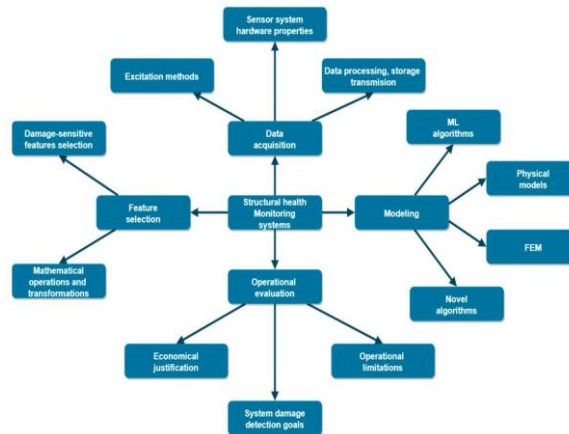 Sensor system
hardware properties
Excitation methods
Data processing, storage
transmision
Damage-sensitive
features selection
Data
acquisition
ML
algorithms
Physical
models
Feature
selection
Structural health
Monitoring
systems
Modeling
FEM
Mathematical
operations and
transformations
Operational
evaluation
Novel
algorithms
Economical
justification
Operational
limitations
System damage
detection goals